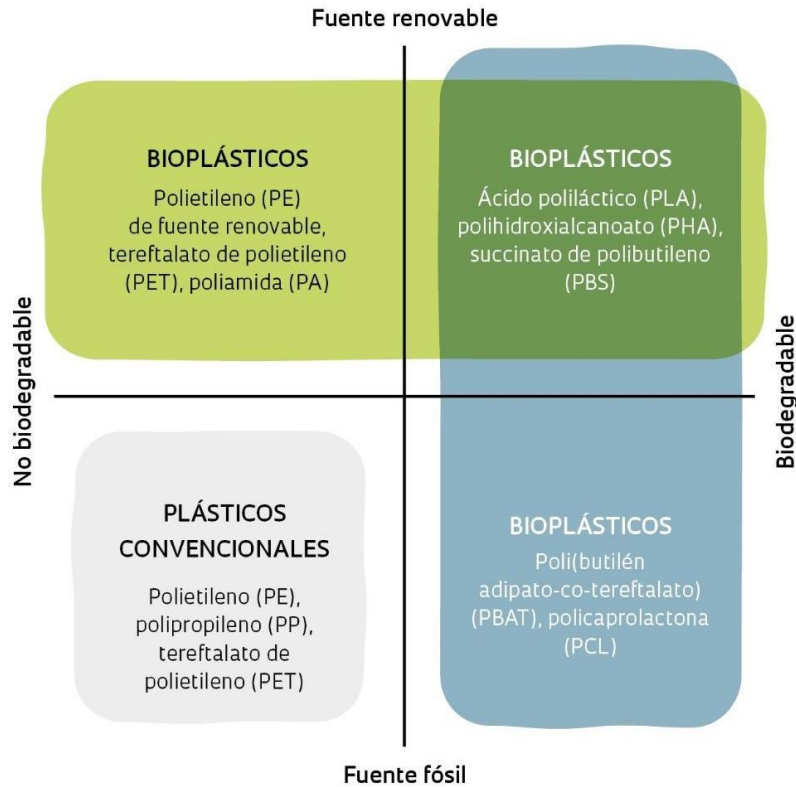 Fuente renovable
BIOPLÁSTICOS
Polietileno (PE)
de fuente renovable,
tereftalato de polietileno
(PET), poliamida (PA)
BIOPLÁSTICOS
Ácido poliláctico (PLA),
polihidroxialcanoato (PHA),
succinato de polibutileno
(PBS)
No biodegradable
Biodegradable
PLÁSTICOS
CONVENCIONALES
Polietileno (PE),
polipropileno (PP),
tereftalato de
polietileno (PET)
BIOPLÁSTICOS
Poli(butilén
adipato-co-tereftalato)
(PBAT), policaprolactona
(PCL)
Fuente fósil